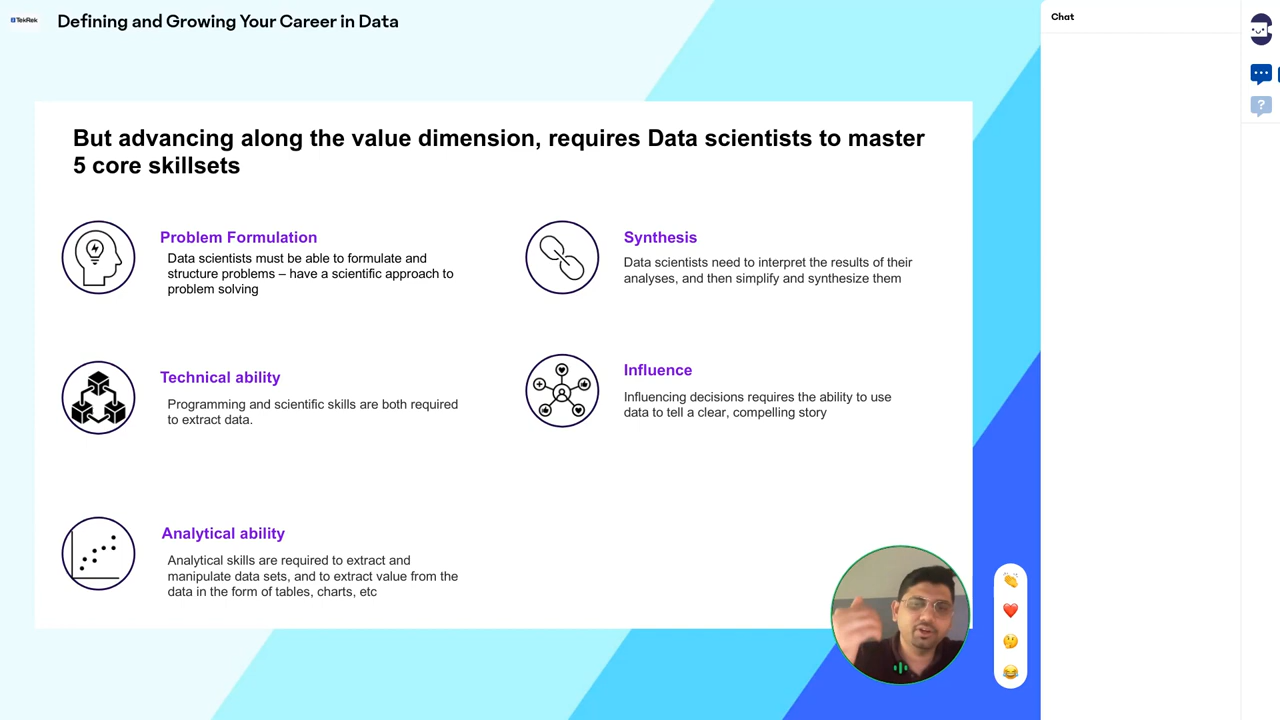 TekRek
Defining and Growing Your Career in Data
Chat
But advancing along the value dimension, requires Data scientists to master
5 core skillsets
Problem Formulation
Data scientists must be able to formulate and
structure problems – have a scientific approach to
problem solving
Technical ability
Programming and scientific skills are both required
to extract data.
Analytical ability
Analytical skills are required to extract and
manipulate data sets, and to extract value from the
data in the form of tables, charts, etc
Synthesis
Data scientists need to interpret the results of their
analyses, and then simplify and synthesize them
Influence
Influencing decisions requires the ability to use
data to tell a clear, compelling story
?